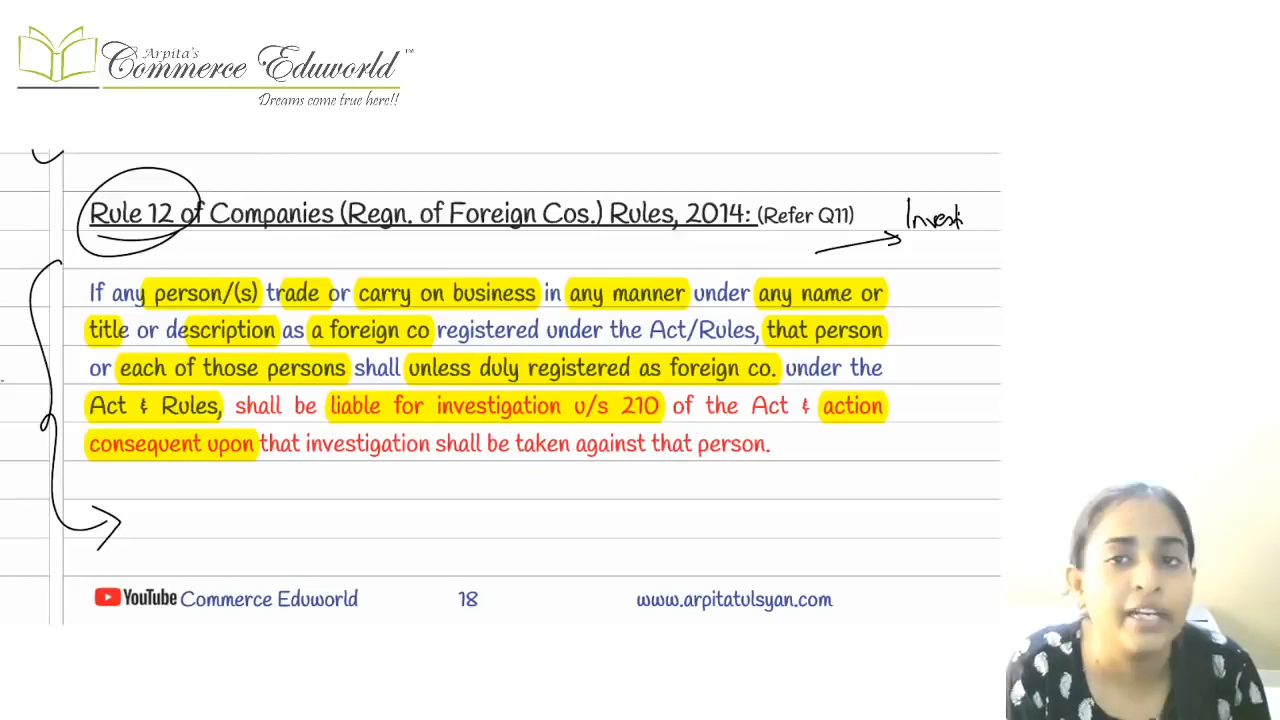 Arpita's
Commerce Eduworld™
Dreams come true here!!
Rule 12 of Companies (Regn. of Foreign Cos.) Rules, 2014: (Refer Q11)
Invest
If any person/(s) trade or carry on business in any manner under any name or
title or description as a foreign co registered under the Act/Rules, that person
or each of those persons shall unless duly registered as foreign co. under the
Act & Rules, shall be liable for investigation u/s 210 of the Act & action
consequent upon that investigation shall be taken against that person.
YouTube Commerce Eduworld
18
www.arpitatulsyan.com